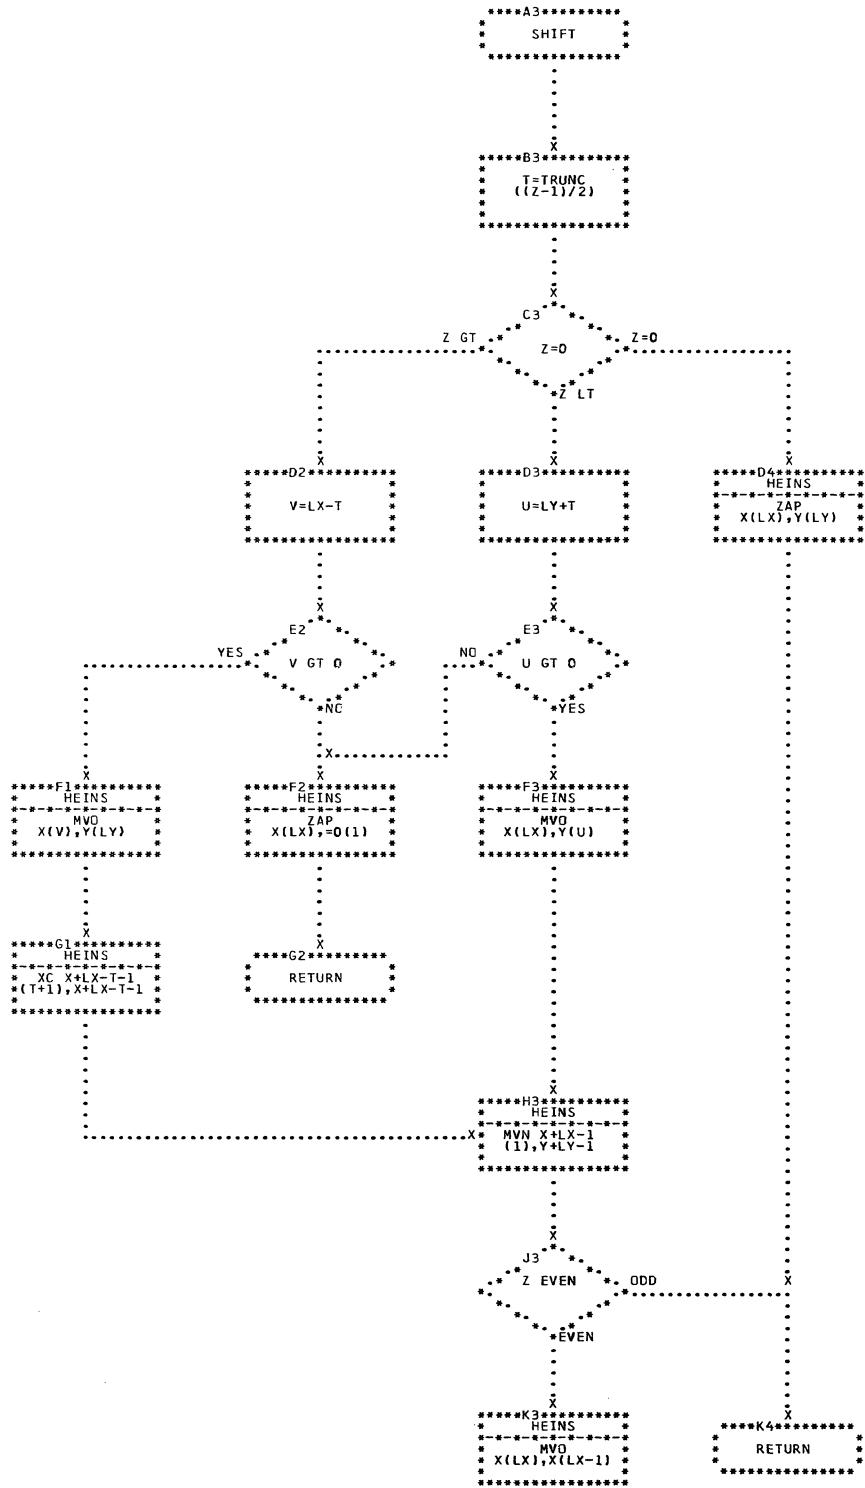 A3
SHIFT
B3
T=TRUNC
((Z-1)/2)
C3
Z GT
Z=0
Z=0
Z LT
D2
V=LX-T
D3
U=LY+T
D4
HEINS
ZAP
X(LX),Y(LY)
E2
YES
V GT 0
NO
E3
NO
U GT 0
YES
F1
HEINS
MVO
X(V),Y(LY)
F2
HEINS
ZAP
X(LX),=0(1)
F3
HEINS
MVO
X(LX),Y(U)
G1
HEINS
XC X+LX-T-1
(T+1),X+LX-T-1
G2
RETURN
H3
HEINS
MVN X+LX-1
(1),Y+LY-1
J3
Z EVEN
ODD
EVEN
K3
HEINS
MVO
X(LX),X(LX-1)
K4
RETURN